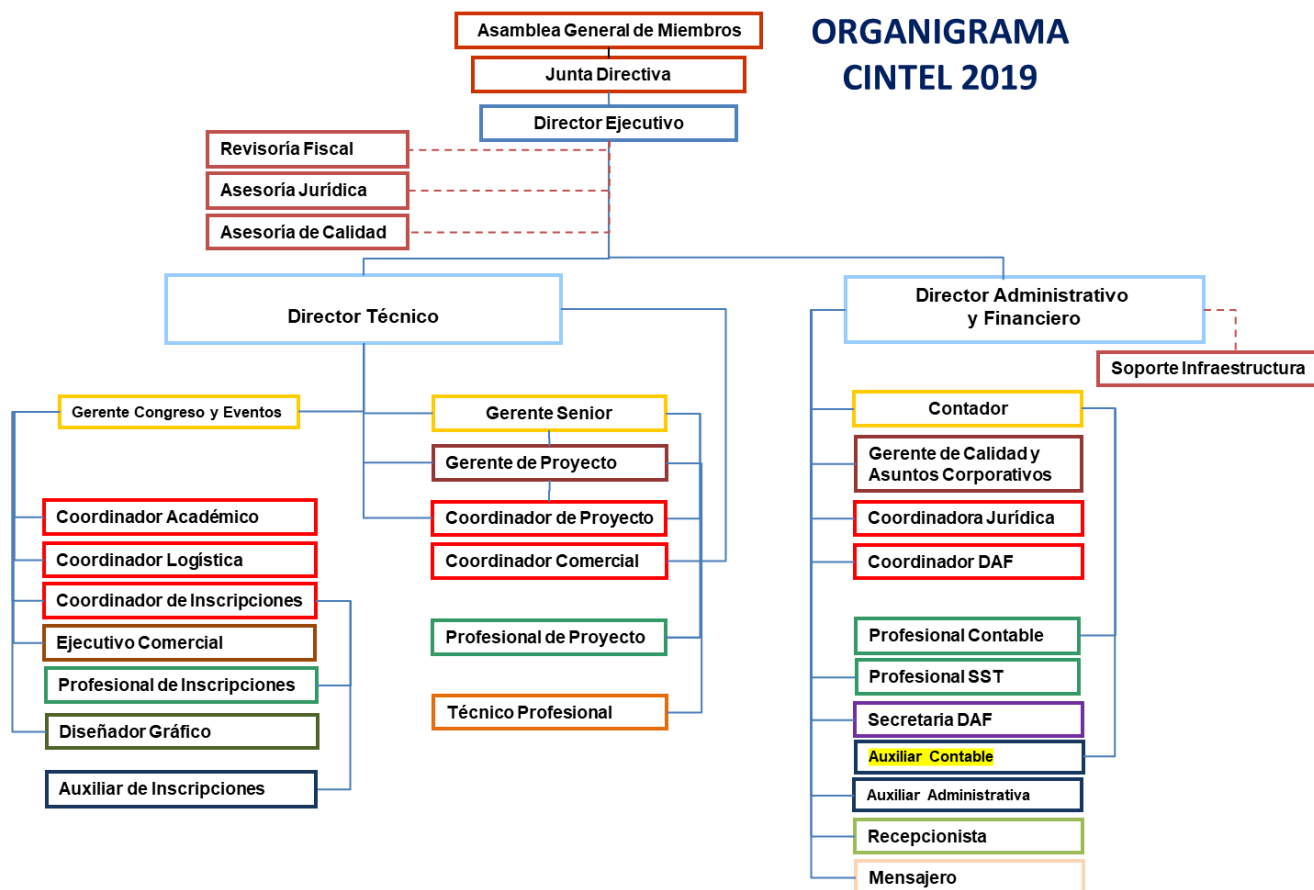 Asamblea General de Miembros
ORGANIGRAMA
CINTEL 2019
Junta Directiva
Director Ejecutivo
Revisoría Fiscal
Asesoría Jurídica
Asesoría de Calidad
Director Técnico
Director Administrativo
y Financiero
Soporte Infraestructura
Gerente Congreso y Eventos
Coordinador Académico
Coordinador Logística
Coordinador de Inscripciones
Ejecutivo Comercial
Profesional de Inscripciones
Diseñador Gráfico
Auxiliar de Inscripciones
Gerente Senior
Gerente de Proyecto
Coordinador de Proyecto
Coordinador Comercial
Profesional de Proyecto
Técnico Profesional
Contador
Gerente de Calidad y
Asuntos Corporativos
Coordinadora Jurídica
Coordinador DAF
Profesional Contable
Profesional SST
Secretaria DAF
Auxiliar Contable
Auxiliar Administrativa
Recepcionista
Mensajero